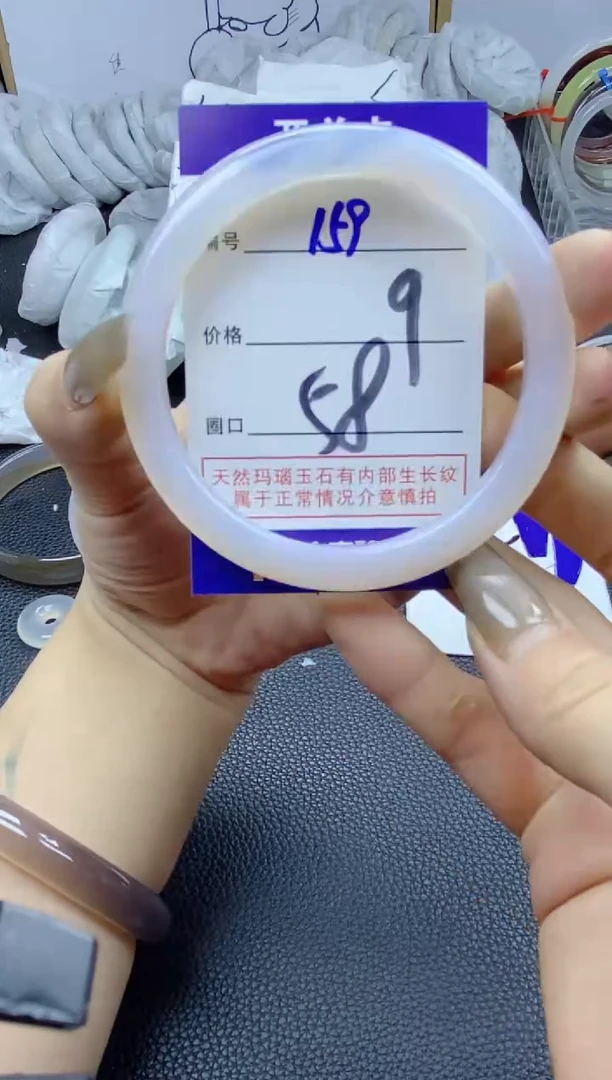 编号 159
价格 9
圈口 58
天然玛瑙玉石有内部生长纹
属于正常情况介意慎拍